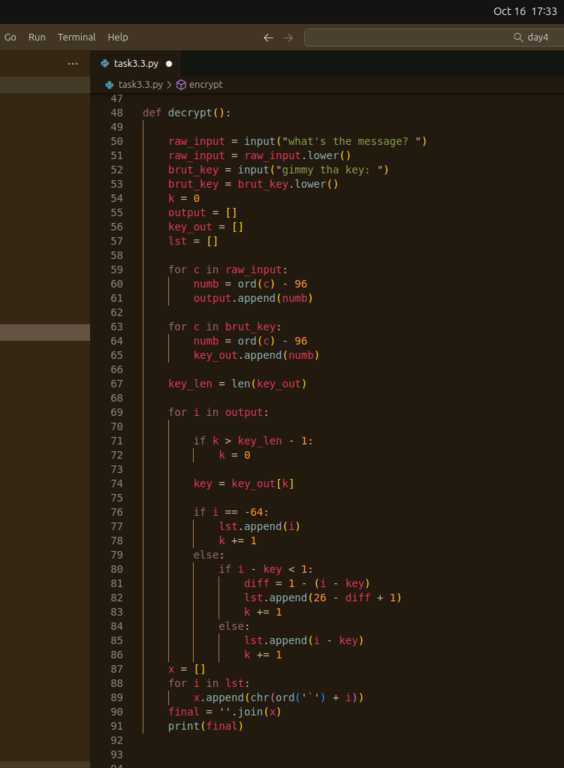 Oct 16 17:33
Go Run Terminal Help
day4
task3.3.py
task3.3.py > encrypt
47
48 def decrypt():
49
50 raw_input = input("what's the message? ")
51 raw_input = raw_input.lower()
52 brut_key = input("gimmy tha key: ")
53 brut_key = brut_key.lower()
54 k = 0
55 output = []
56 key_out = []
57 lst = []
58
59 for c in raw_input:
60 numb = ord(c) - 96
61 output.append(numb)
62
63 for c in brut_key:
64 numb = ord(c) - 96
65 key_out.append(numb)
66
67 key_len = len(key_out)
68
69 for i in output:
70
71 if k > key_len - 1:
72 k = 0
73
74 key = key_out[k]
75
76 if i == -64:
77 lst.append(i)
78 k += 1
79 else:
80 if i - key < 1:
81 diff = 1 - (i - key)
82 lst.append(26 - diff + 1)
83 k += 1
84 else:
85 lst.append(i - key)
86 k += 1
87 x = []
88 for i in lst:
89 x.append(chr(ord('`') + i))
90 final = ''.join(x)
91 print(final)
92
93